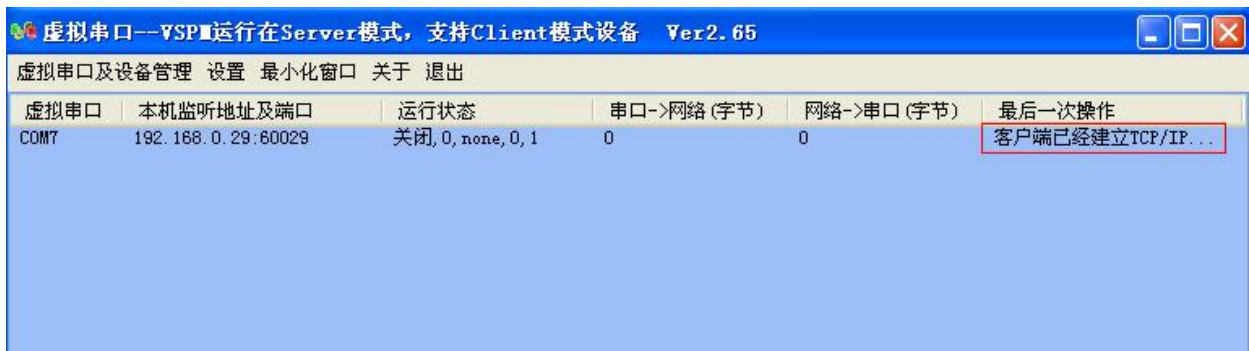 虚拟串口--VSPM运行在Server模式，支持Client模式设备 Ver2.65
虚拟串口及设备管理 设置 最小化窗口 关于 退出
虚拟串口 本机监听地址及端口 运行状态 串口->网络(字节) 网络->串口(字节) 最后一次操作
COM7 192.168.0.29:60029 关闭,0,none,0,1 0 0 客户端已经建立TCP/IP...